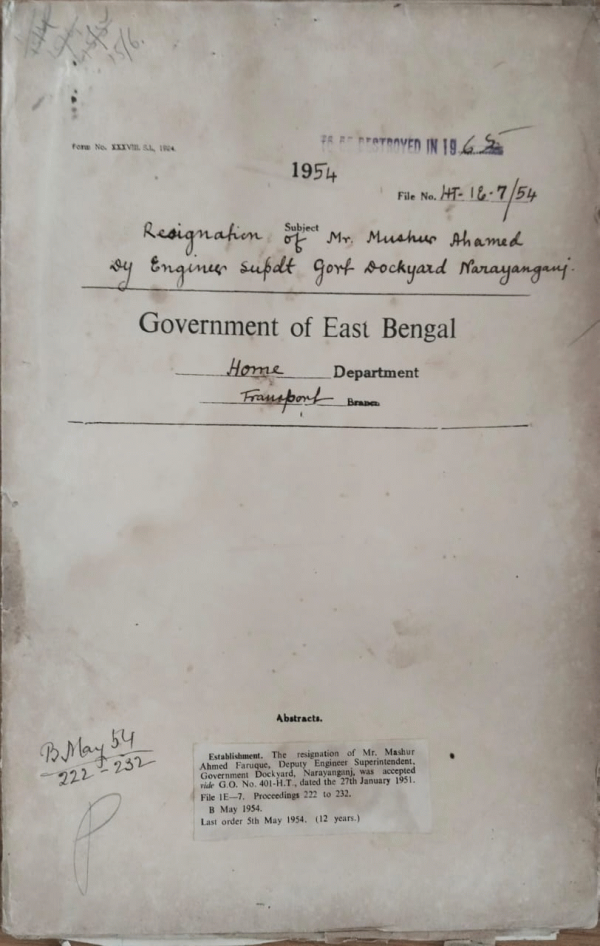 15/6.
Form No. XXXVIII
TO BE DESTROYED IN 1965
1954
File No. HT-1E-7/54
Subject
Resignation of Mr. Mushur Ahamed
Dy Engineer Supdt Govt Dockyard Narayanganj.
Government of East Bengal
Home Department
Transport Branch
Abstracts.
B May 54
222-232
Establishment. The resignation of Mr. Mashur
Ahmed Faruque, Deputy Engineer Superintendent,
Government Dockyard, Narayanganj, was accepted
vide G.O. No. 401-H.T., dated the 27th January 1951.
File 1E—7. Proceedings 222 to 232.
B May 1954.
Last order 5th May 1954. (12 years.)